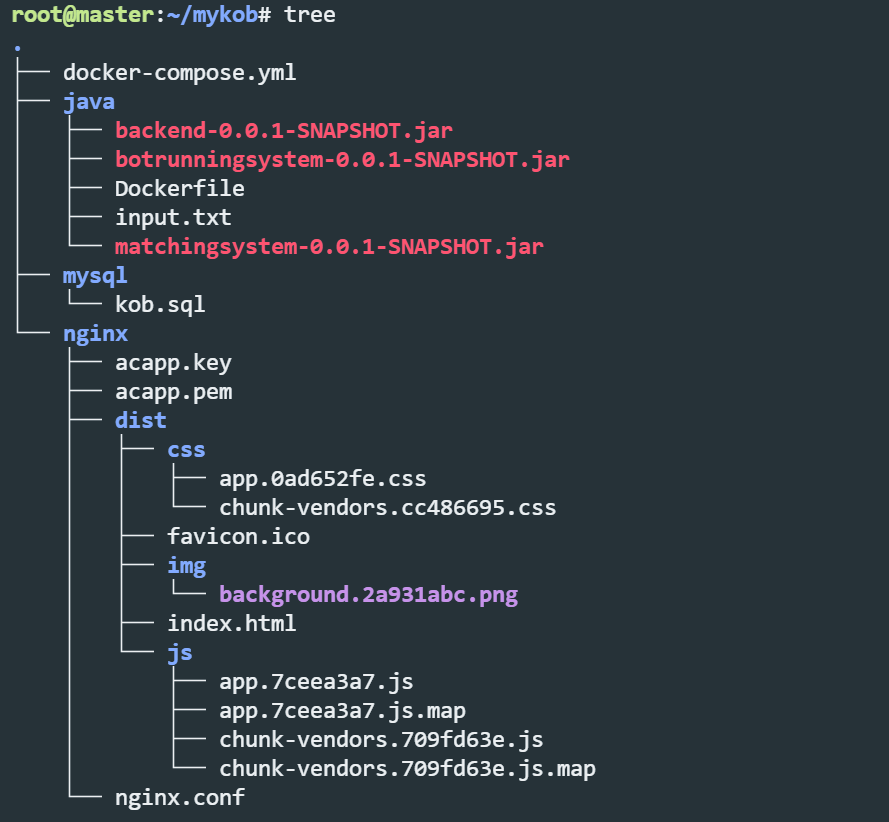 root@master:~/mykob# tree
.
├── docker-compose.yml
├── java
│   ├── backend-0.0.1-SNAPSHOT.jar
│   ├── botrunningsystem-0.0.1-SNAPSHOT.jar
│   ├── Dockerfile
│   ├── input.txt
│   └── matchingsystem-0.0.1-SNAPSHOT.jar
├── mysql
│   └── kob.sql
└── nginx
    ├── acapp.key
    ├── acapp.pem
    ├── dist
    │   ├── css
    │   │   ├── app.0ad652fe.css
    │   │   └── chunk-vendors.cc486695.css
    │   ├── favicon.ico
    │   ├── img
    │   │   └── background.2a931abc.png
    │   ├── index.html
    │   └── js
    │       ├── app.7ceea3a7.js
    │       ├── app.7ceea3a7.js.map
    │       ├── chunk-vendors.709fd63e.js
    │       └── chunk-vendors.709fd63e.js.map
    └── nginx.conf